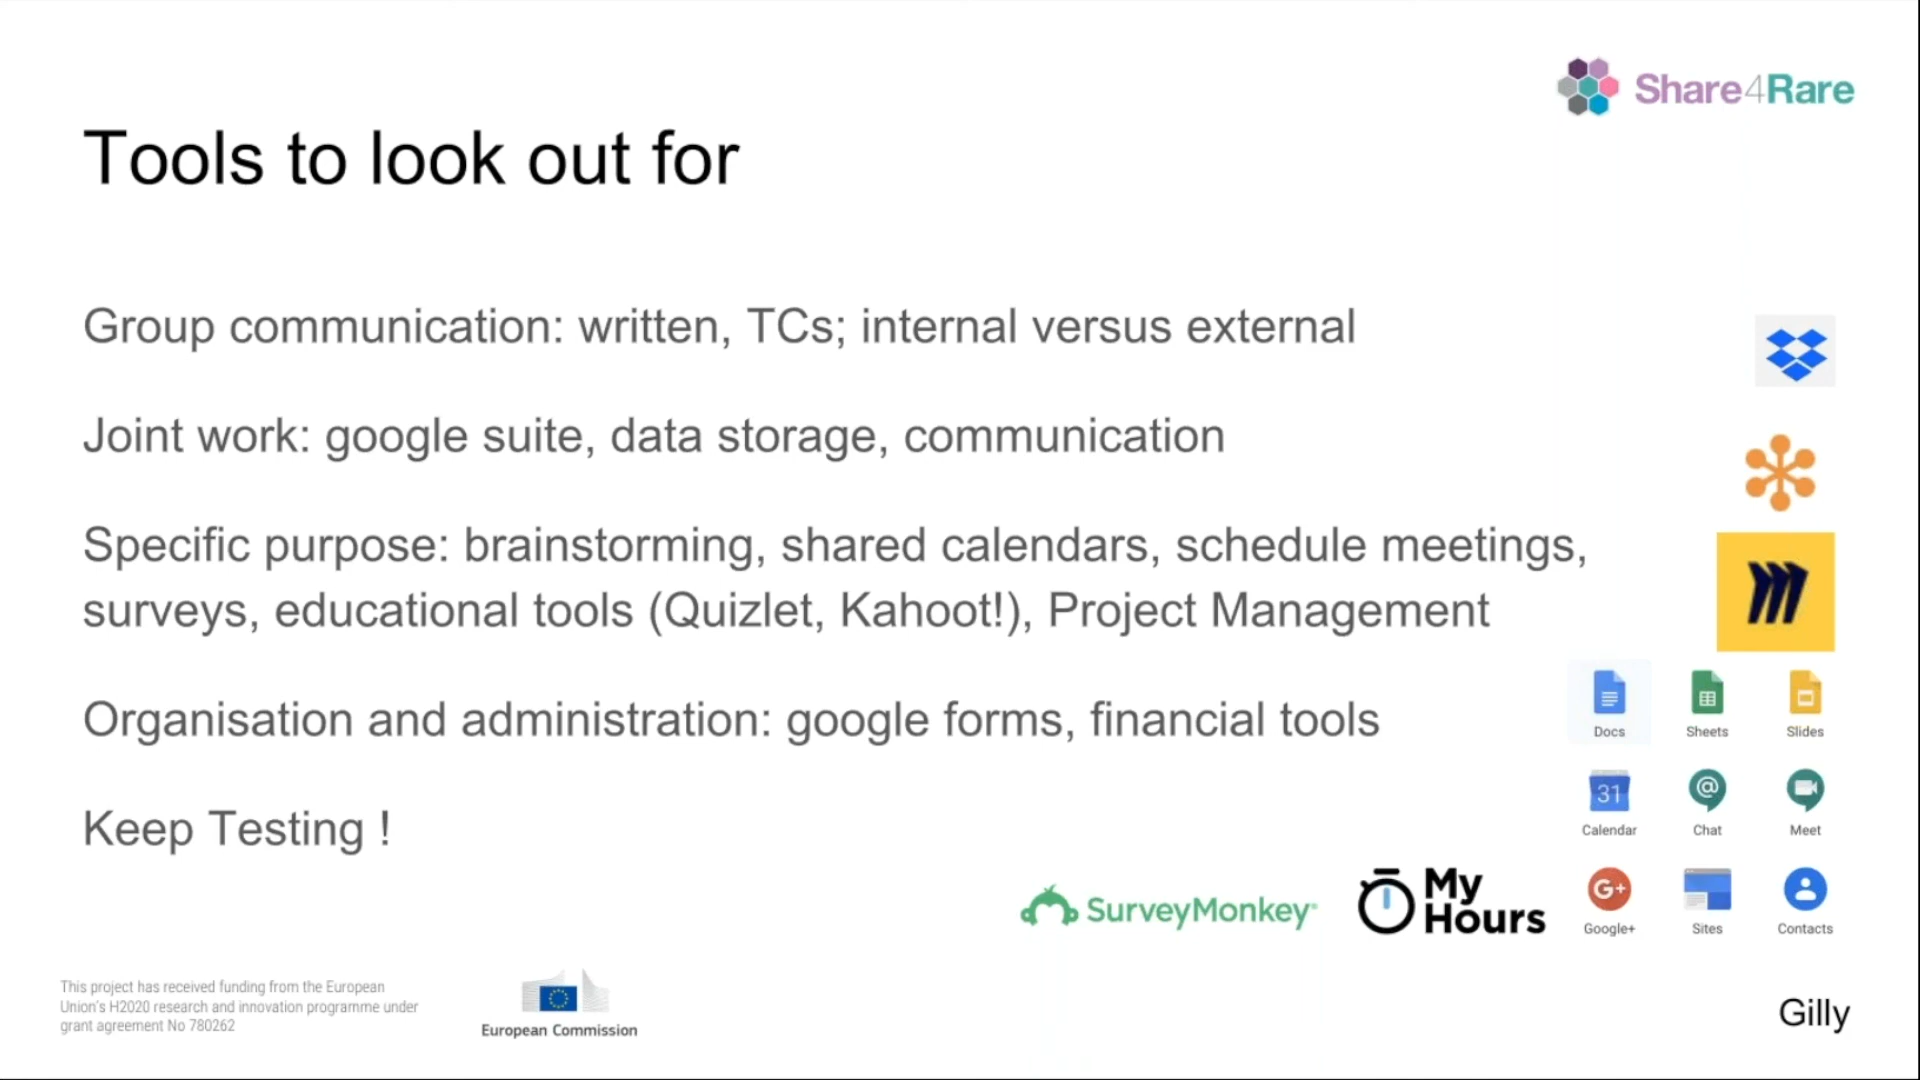 Share4Rare
Tools to look out for
Group communication: written, TCs; internal versus external
Joint work: google suite, data storage, communication
Specific purpose: brainstorming, shared calendars, schedule meetings,
surveys, educational tools (Quizlet, Kahoot!), Project Management
Organisation and administration: google forms, financial tools
Keep Testing !
Docs
Sheets
Slides
31
Calendar
@
Chat
Meet
G+
Google+
Sites
Contacts
SurveyMonkey
My
Hours
This project has received funding from the European
Union's H2020 research and innovation programme under
grant agreement No 780262
European Commission
Gilly